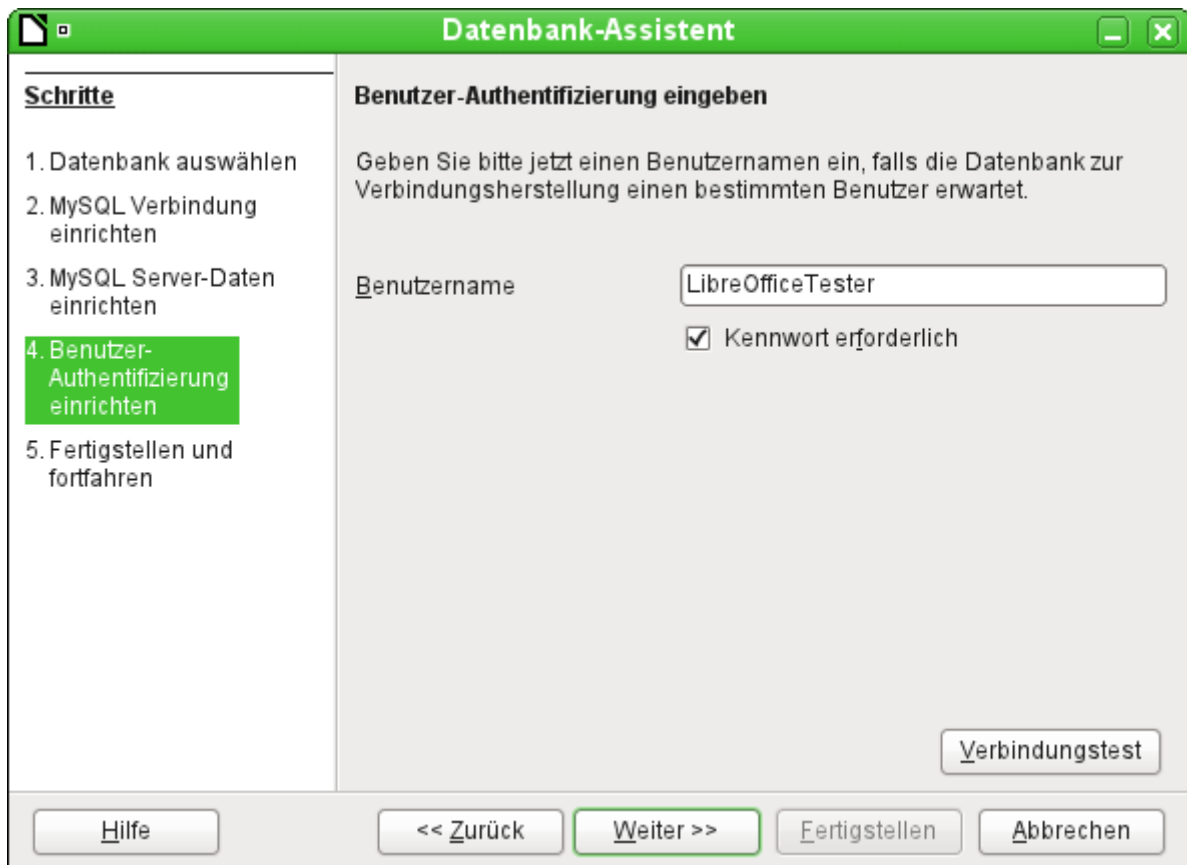 Datenbank-Assistent
Schritte
1. Datenbank auswählen
2. MySQL Verbindung
einrichten
3. MySQL Server-Daten
einrichten
4. Benutzer-
Authentifizierung
einrichten
5. Fertigstellen und
fortfahren
Benutzer-Authentifizierung eingeben
Geben Sie bitte jetzt einen Benutzernamen ein, falls die Datenbank zur
Verbindungsherstellung einen bestimmten Benutzer erwartet.
Benutzername
LibreOfficeTester
Kennwort erforderlich
Verbindungstest
Hilfe
<< Zurück
Weiter >>
Fertigstellen
Abbrechen